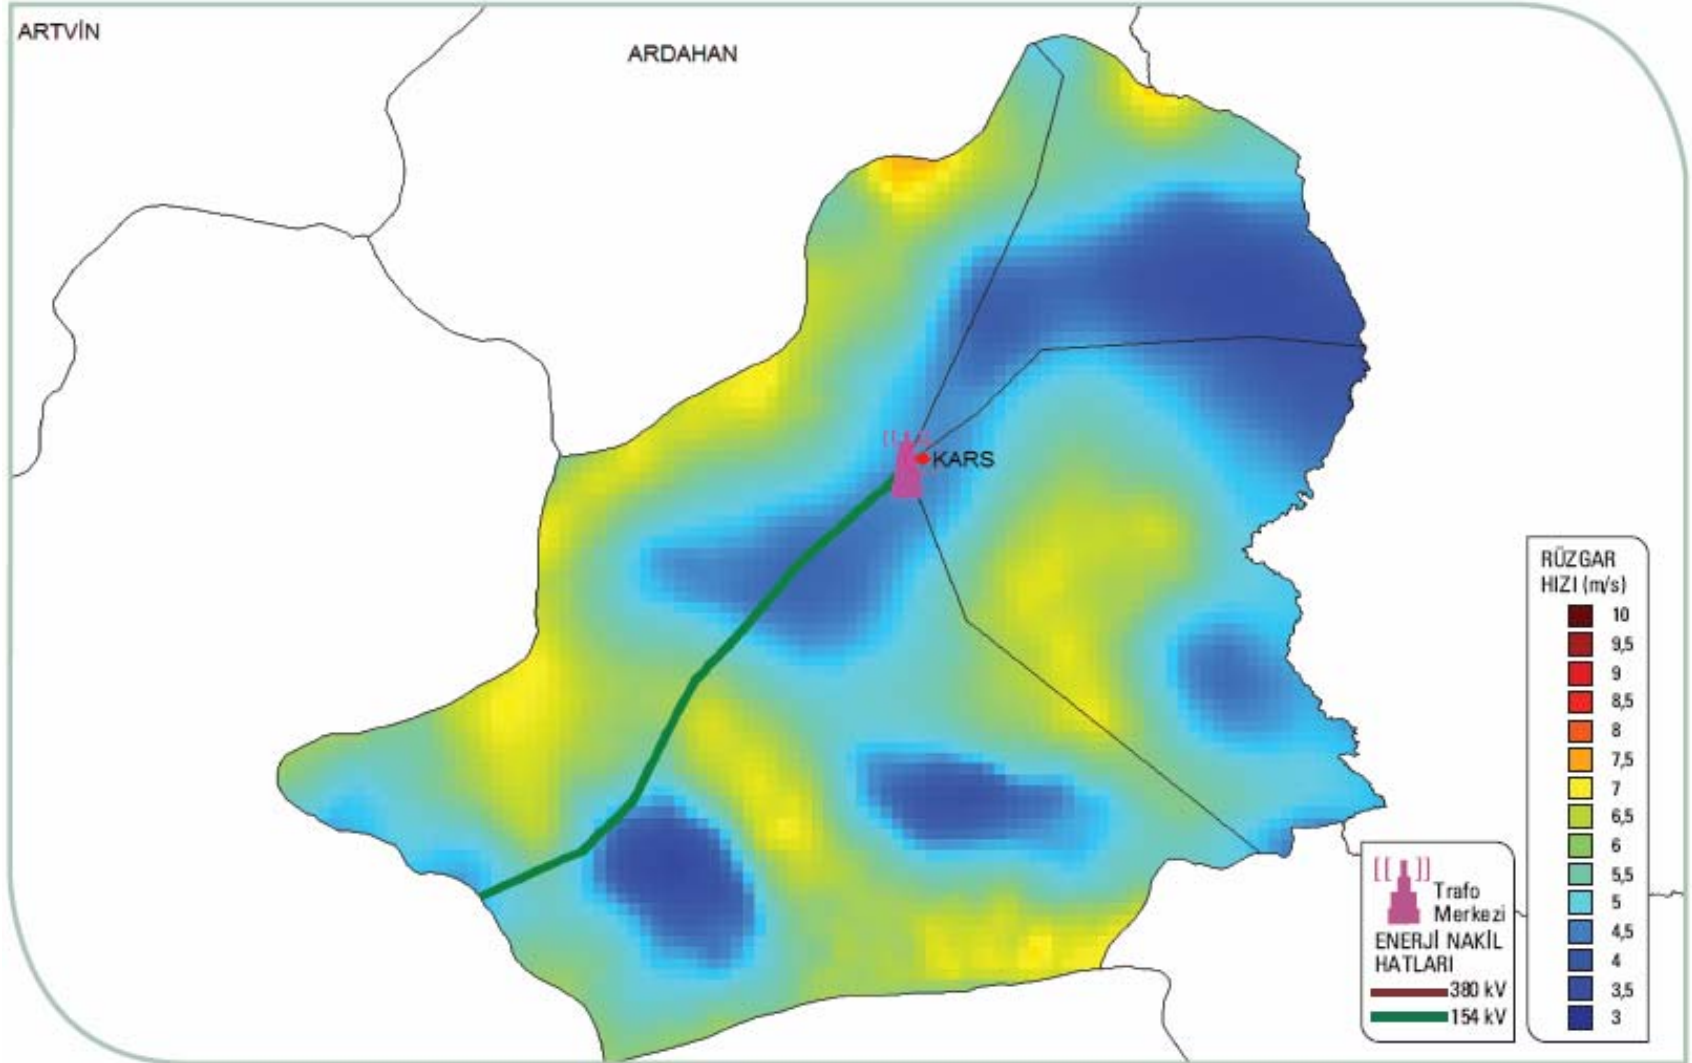 ARTVİN
ARDAHAN
KARS
RÜZGAR
HIZI (m/s)
10
9,5
9
8,5
8
7,5
7
6,5
6
5,5
5
4,5
4
3,5
3
[[ ]]
Trafo
Merkezi
ENERJİ NAKİL
HATLARI
380 kV
154 kV